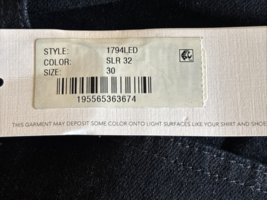 STYLE: 1794LED
COLOR: SLR 32
SIZE: 30
195565363674
THIS GARMENT MAY DEPOSIT SOME COLOR ONTO LIGHT SURFACES LIKE YOUR SHIRT AND SHOE